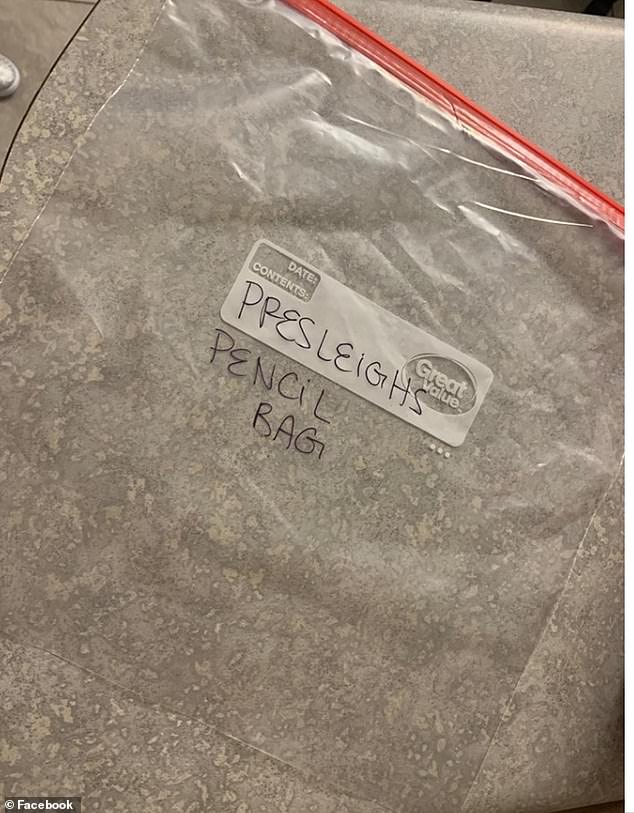 DATE:
CONTENTS:
PRESLEIGHS
Great
Value.
PENCiL
BAG
© Facebook